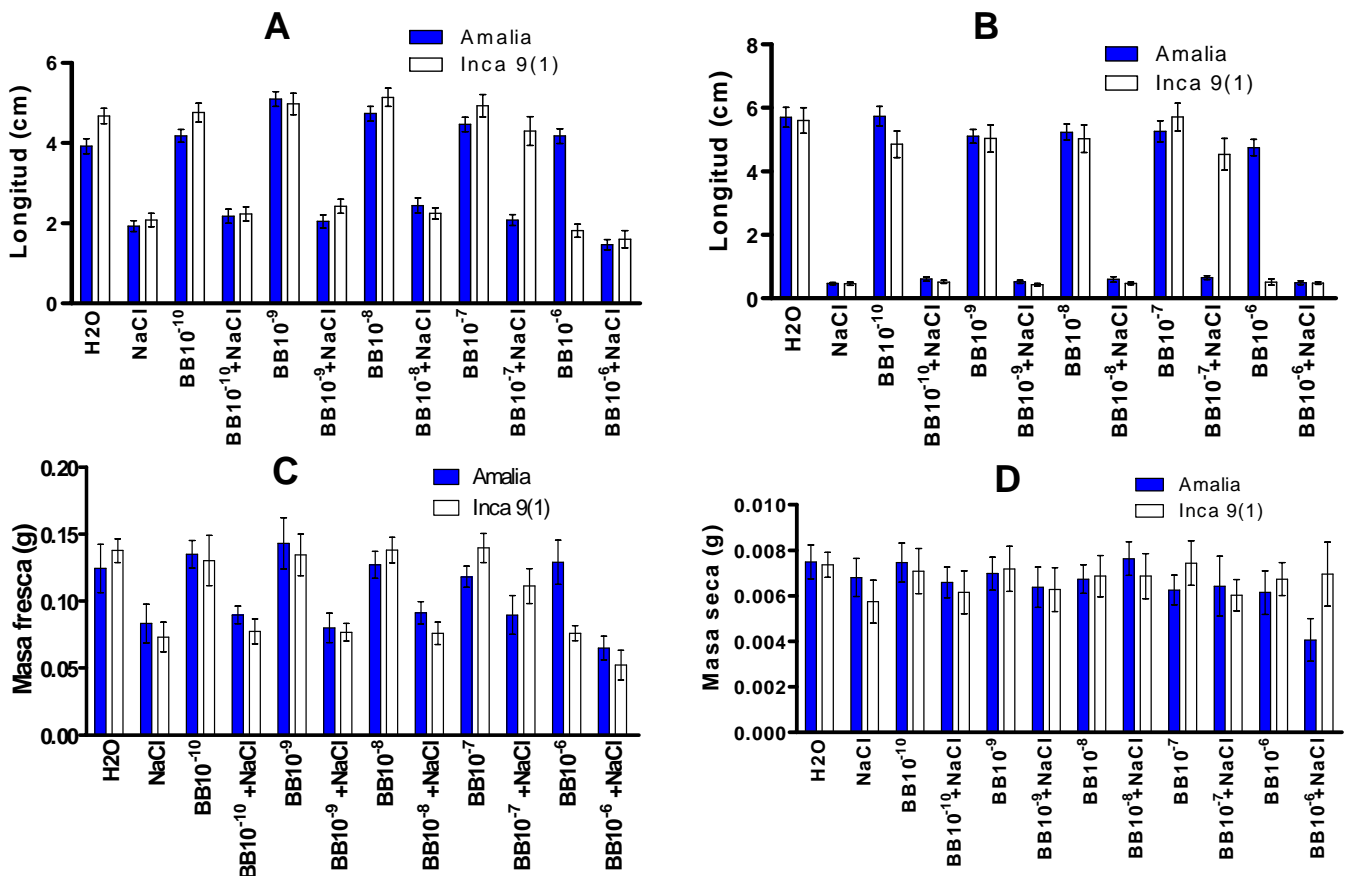 A
Amalia
Inca 9(1)
Longitud (cm)
6
4
2
0
H2O
NaCl
BB10⁻¹⁰
BB10⁻¹⁰+NaCl
BB10⁻⁹
BB10⁻⁹+NaCl
BB10⁻⁸
BB10⁻⁸+NaCl
BB10⁻⁷
BB10⁻⁷+NaCl
BB10⁻⁶
BB10⁻⁶+NaCl
B
Amalia
Inca 9(1)
Longitud (cm)
8
6
4
2
0
H2O
NaCl
BB10⁻¹⁰
BB10⁻¹⁰+NaCl
BB10⁻⁹
BB10⁻⁹+NaCl
BB10⁻⁸
BB10⁻⁸+NaCl
BB10⁻⁷
BB10⁻⁷+NaCl
BB10⁻⁶
BB10⁻⁶+NaCl
C
Amalia
Inca 9(1)
Masa fresca (g)
0.20
0.15
0.10
0.05
0.00
H2O
NaCl
BB10⁻¹⁰
BB10⁻¹⁰ +NaCl
BB10⁻⁹
BB10⁻⁹ +NaCl
BB10⁻⁸
BB10⁻⁸ +NaCl
BB10⁻⁷
BB10⁻⁷ +NaCl
BB10⁻⁶
BB10⁻⁶ +NaCl
D
Amalia
Inca 9(1)
Masa seca (g)
0.010
0.008
0.006
0.004
0.002
0.000
H2O
NaCl
BB10⁻¹⁰
BB10⁻¹⁰+NaCl
BB10⁻⁹
BB10⁻⁹+NaCl
BB10⁻⁸
BB10⁻⁸+NaCl
BB10⁻⁷
BB10⁻⁷+NaCl
BB10⁻⁶
BB10⁻⁶+NaCl